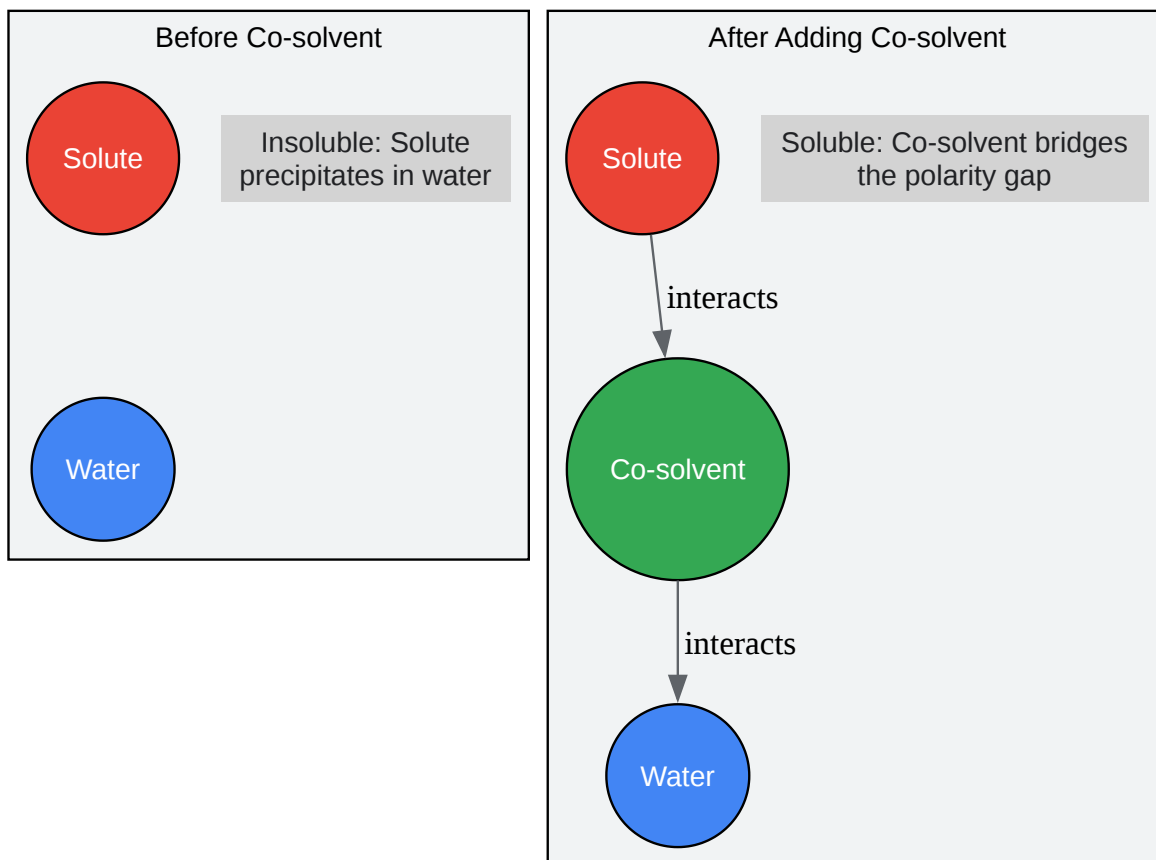 Before Co-solvent
Solute
Insoluble: Solute
precipitates in water
Water
After Adding Co-solvent
Solute
Soluble: Co-solvent bridges
the polarity gap
interacts
Co-solvent
interacts
Water